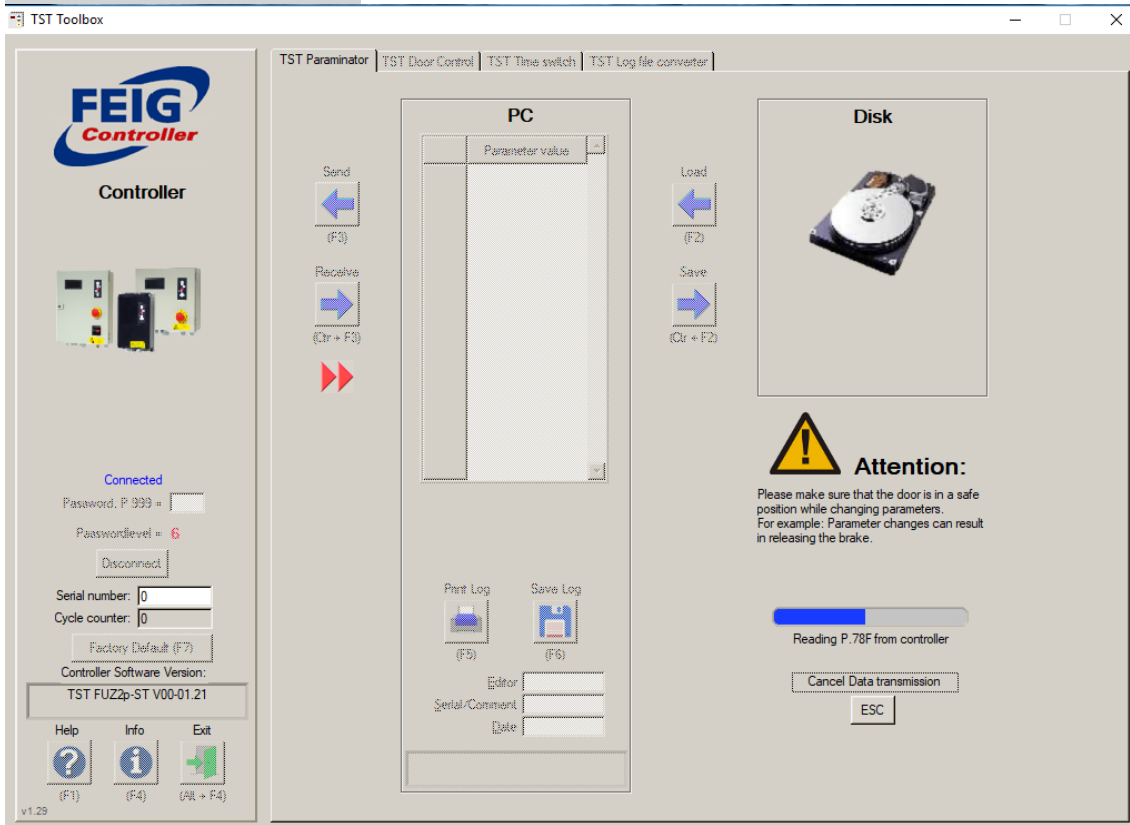 TST Toolbox
FEIG
Controller
Controller
Connected
Password, P 999 =
Passwordlevel = 6
Disconnect
Serial number: 0
Cycle counter: 0
Factory Default (F7)
Controller Software Version:
TST FUZ2p-ST V00-01.21
Help Info Exit
(F1) (F4) (Alt + F4)
v1.29
TST Paraminator TST Door Control TST Time switch TST Log file converter
Send
(F3)
Receive
(Ctr + F3)
PC
Parameter value
Print Log Save Log
(F5) (F6)
Editor
Serial/Comment
Date
Load
(F2)
Save
(Ctr + F2)
Disk
Attention:
Please make sure that the door is in a safe
position while changing parameters.
For example: Parameter changes can result
in releasing the brake.
Reading P.78F from controller
Cancel Data transmission
ESC